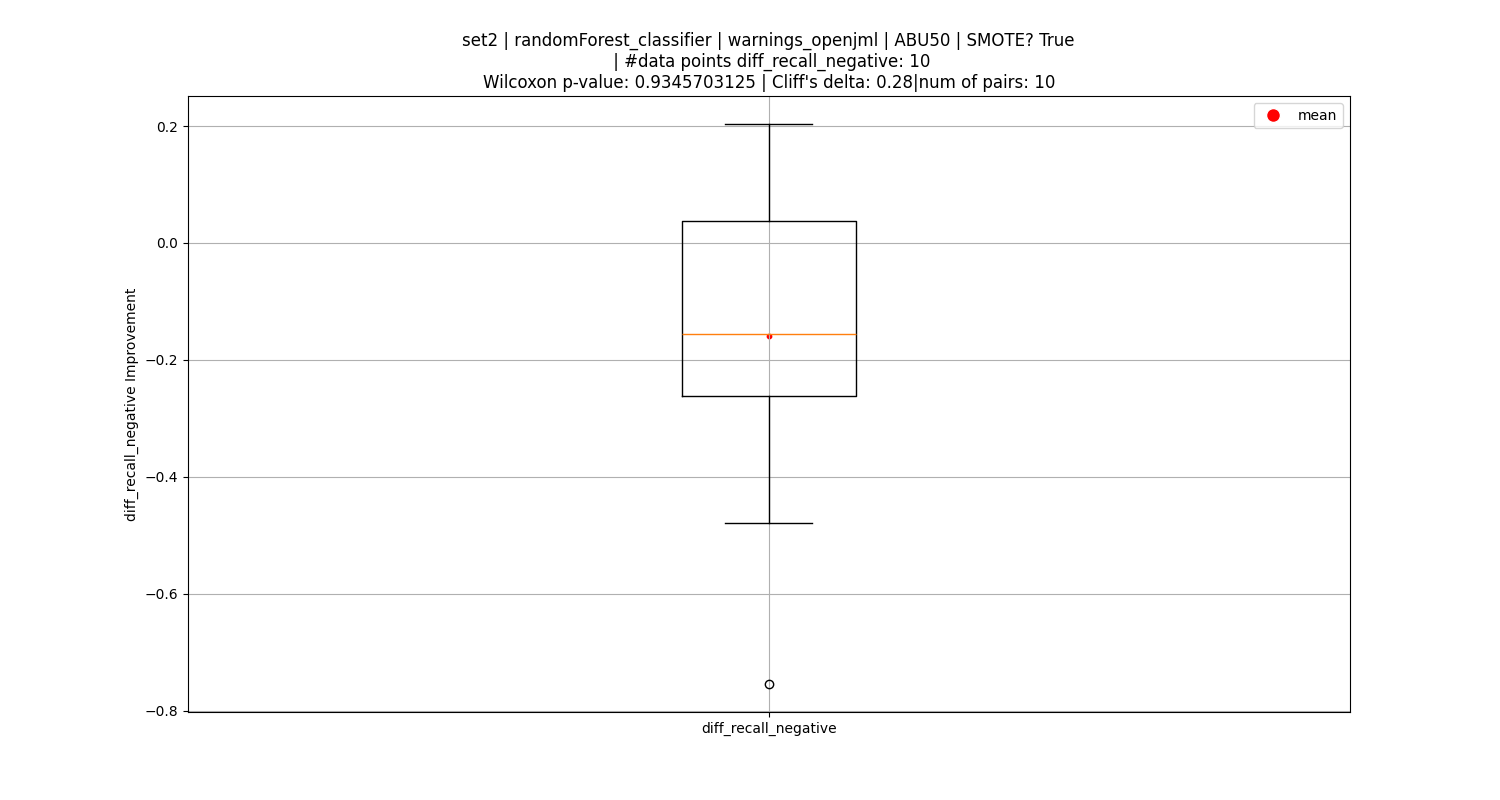 set2 | randomForest_classifier | warnings_openjml | ABU50 | SMOTE? True
| #data points diff_recall_negative: 10
Wilcoxon p-value: 0.9345703125 | Cliff's delta: 0.28|num of pairs: 10
mean
0.2
0.0
−0.2
−0.4
−0.6
−0.8
diff_recall_negative Improvement
diff_recall_negative